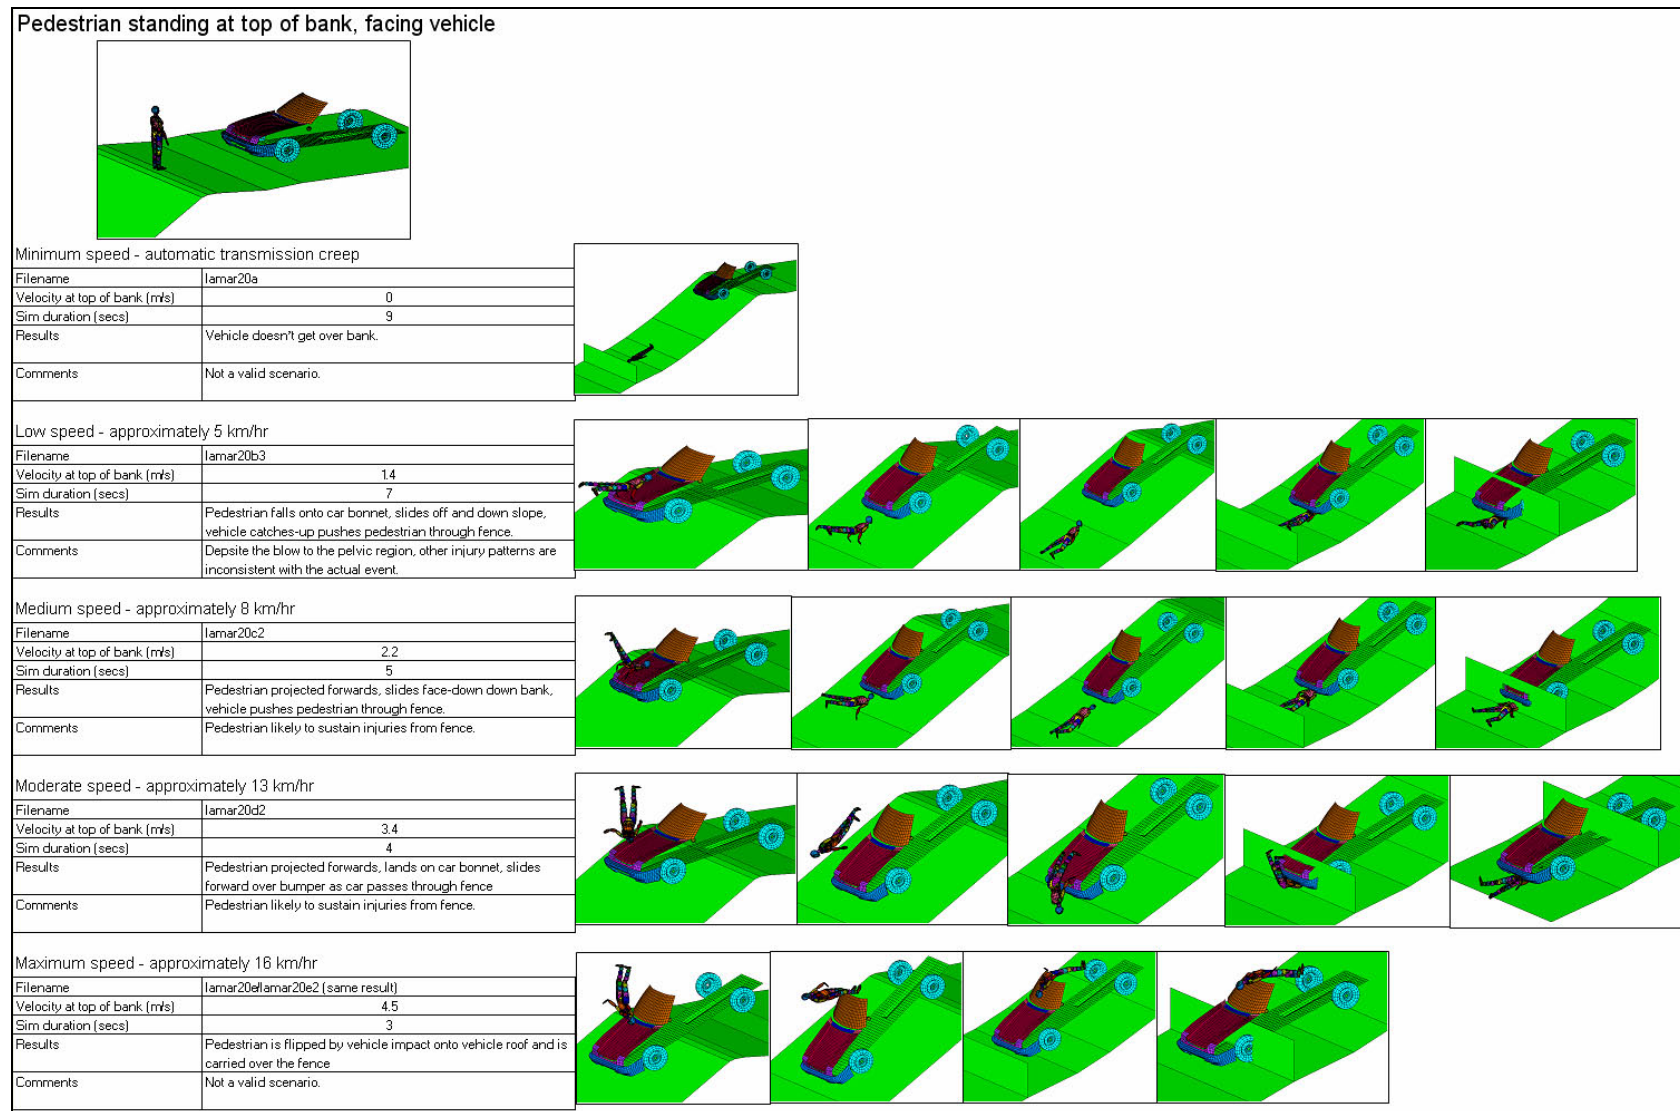 Pedestrian standing at top of bank, facing vehicle
Minimum speed - automatic transmission creep
Filename lamar20a
Velocity at top of bank (m/s) 0
Sim duration (secs) 9
Results Vehicle doesn't get over bank.
Comments Not a valid scenario.
Low speed - approximately 5 km/hr
Filename lamar20b3
Velocity at top of bank (m/s) 1.4
Sim duration (secs) 7
Results Pedestrian falls onto car bonnet, slides off and down slope,
vehicle catches-up pushes pedestrian through fence.
Comments Depsite the blow to the pelvic region, other injury patterns are
inconsistent with the actual event.
Medium speed - approximately 8 km/hr
Filename lamar20c2
Velocity at top of bank (m/s) 2.2
Sim duration (secs) 5
Results Pedestrian projected forwards, slides face-down down bank,
vehicle pushes pedestrian through fence.
Comments Pedestrian likely to sustain injuries from fence.
Moderate speed - approximately 13 km/hr
Filename lamar20d2
Velocity at top of bank (m/s) 3.4
Sim duration (secs) 4
Results Pedestrian projected forwards, lands on car bonnet, slides
forward over bumper as car passes through fence
Comments Pedestrian likely to sustain injuries from fence.
Maximum speed - approximately 16 km/hr
Filename lamar20e/lamar20e2 (same result)
Velocity at top of bank (m/s) 4.5
Sim duration (secs) 3
Results Pedestrian is flipped by vehicle impact onto vehicle roof and is
carried over the fence
Comments Not a valid scenario.